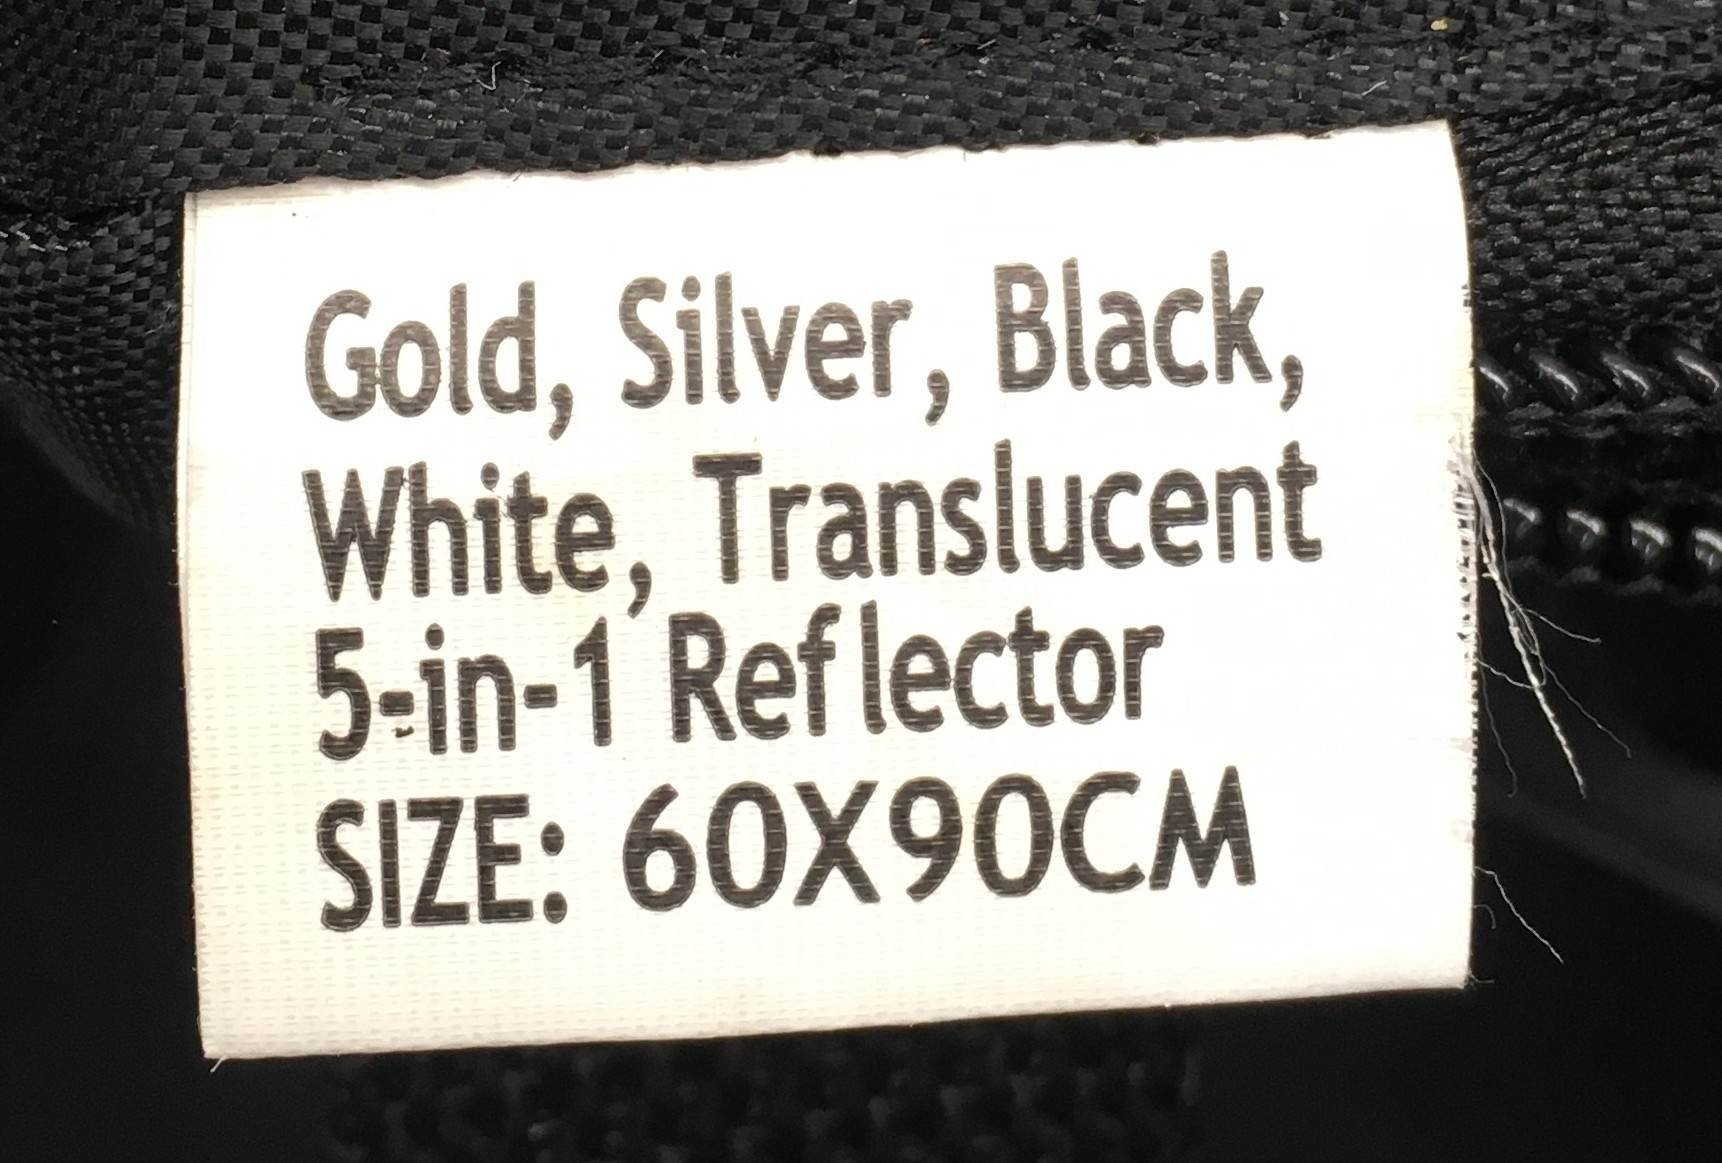 Gold, Silver, Black,
White, Translucent
5-in-1 Reflector
SIZE: 60X90CM